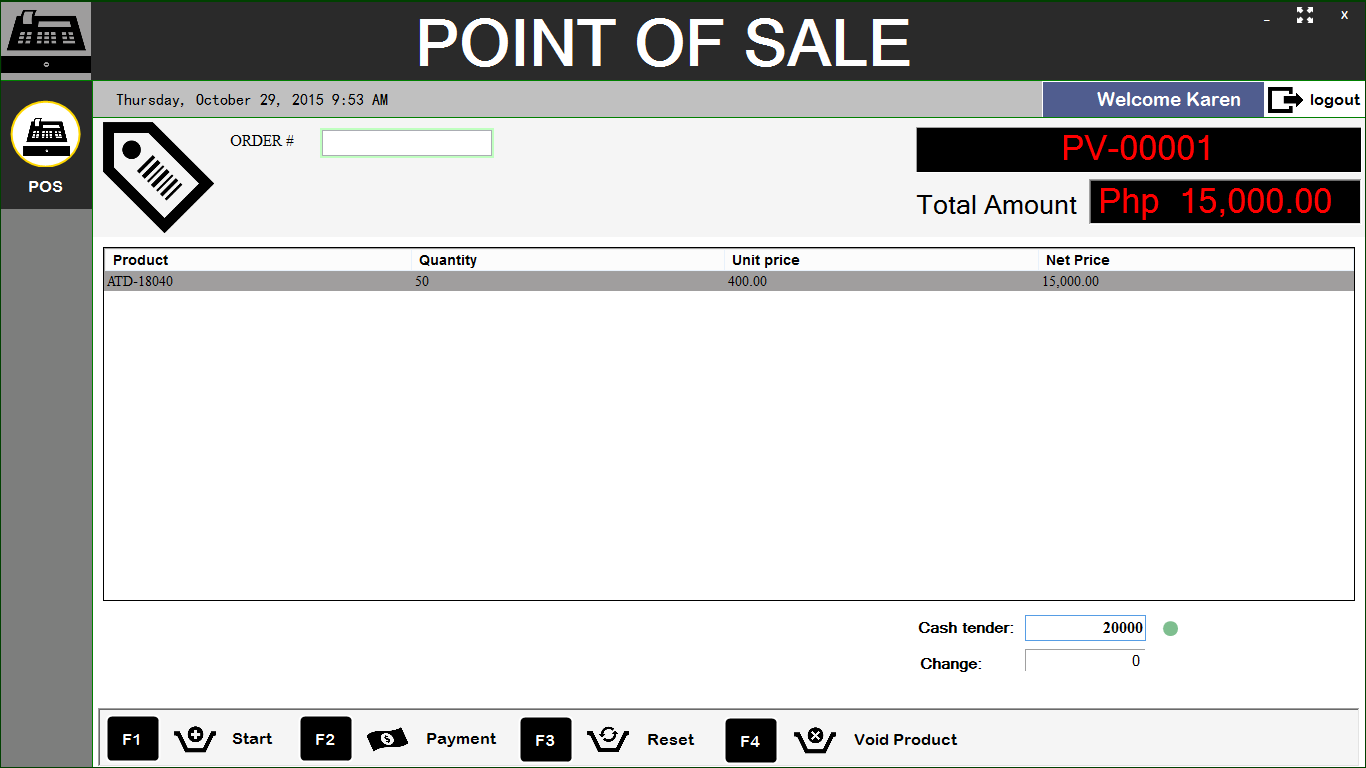 POINT OF SALE
_ X
Thursday, October 29, 2015 9:53 AM
Welcome Karen
logout
POS
ORDER #
PV-00001
Total Amount
Php 15,000.00
Product Quantity Unit price Net Price
ATD-18040 50 400.00 15,000.00
Cash tender: 20000
Change: 0
F1 Start F2 Payment F3 Reset F4 Void Product